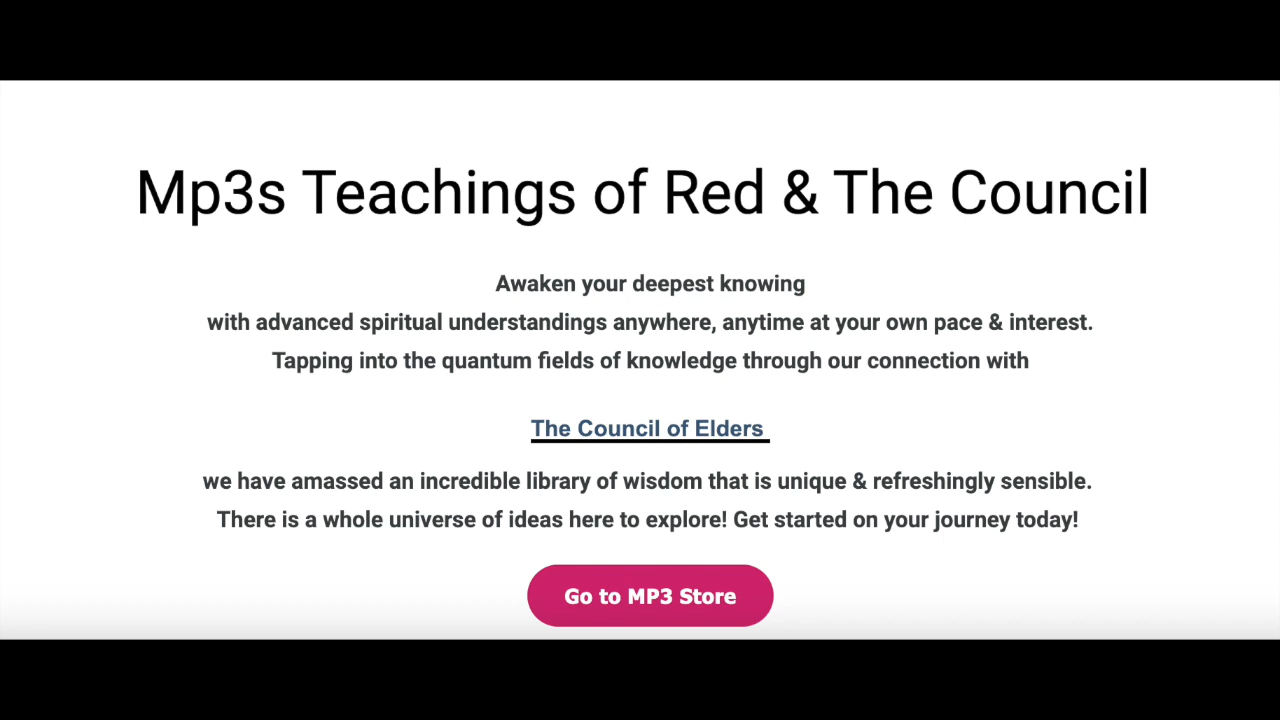 Mp3s Teachings of Red & The Council
Awaken your deepest knowing
with advanced spiritual understandings anywhere, anytime at your own pace & interest.
Tapping into the quantum fields of knowledge through our connection with
The Council of Elders
we have amassed an incredible library of wisdom that is unique & refreshingly sensible.
There is a whole universe of ideas here to explore! Get started on your journey today!
Go to MP3 Store